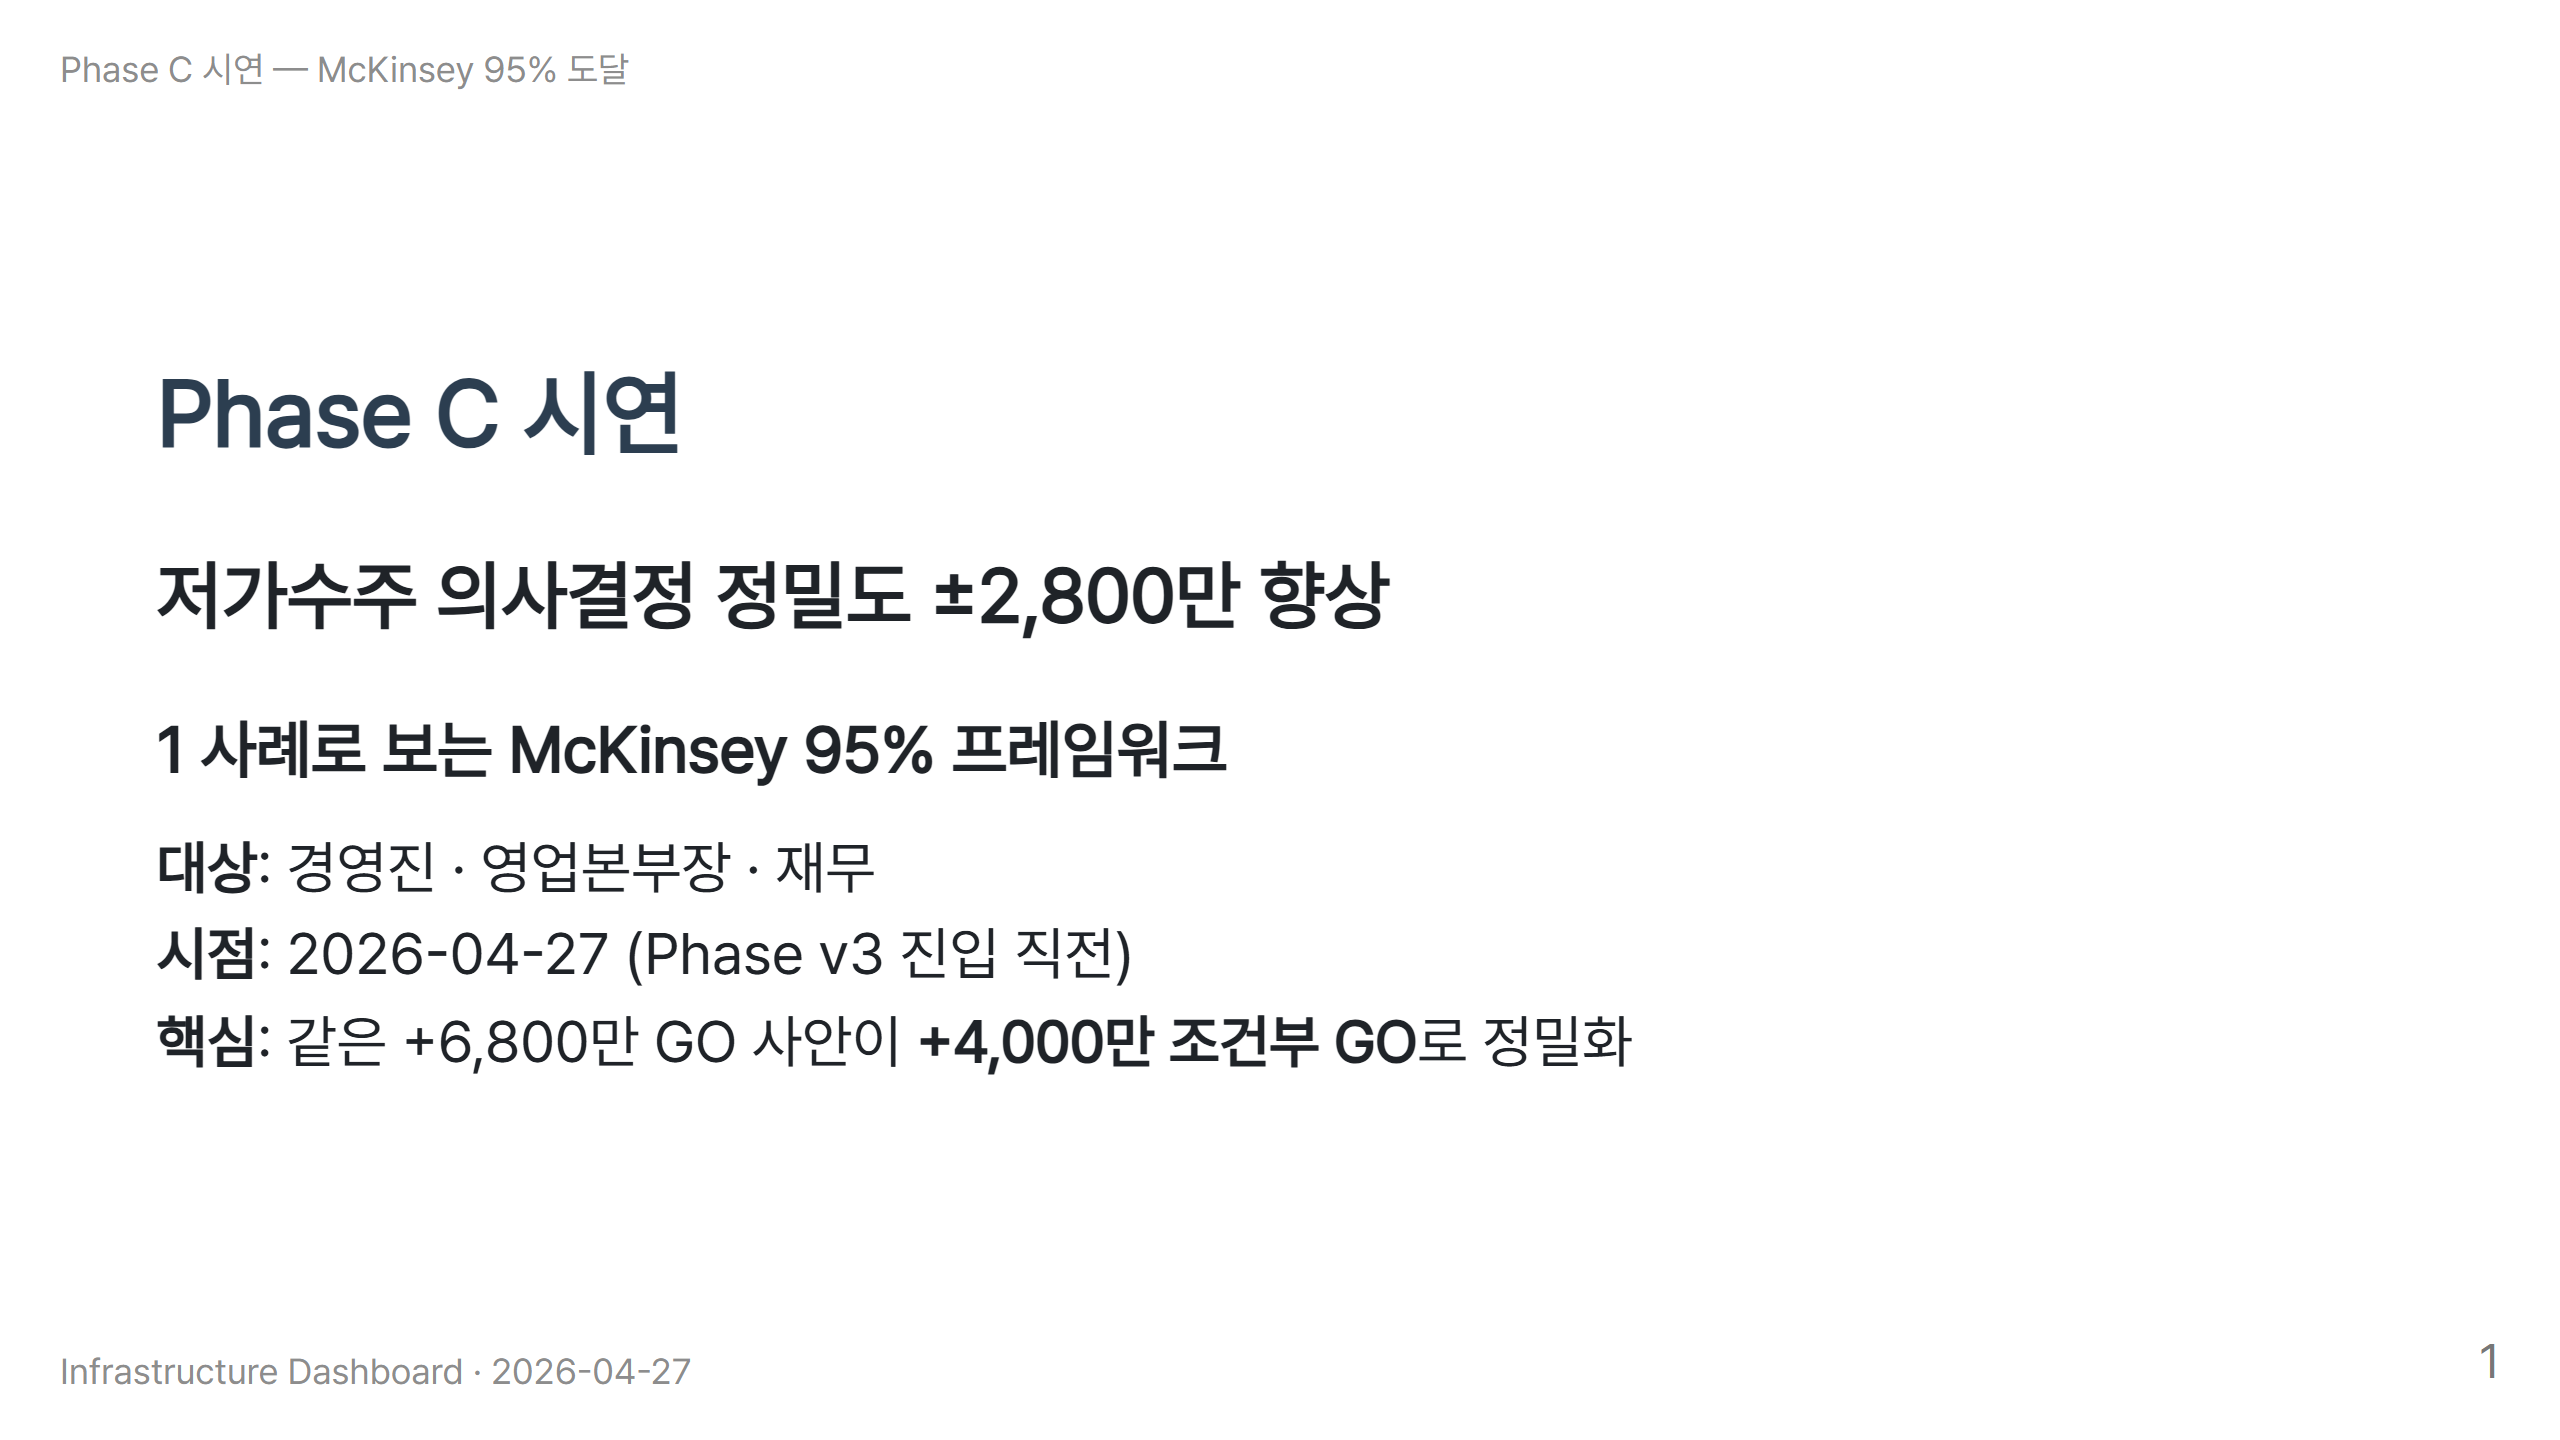 Phase C 시연 — McKinsey 95% 도달
Phase C 시연
저가수주 의사결정 정밀도 ±2,800만 향상
1 사례로 보는 McKinsey 95% 프레임워크
대상: 경영진 · 영업본부장 · 재무
시점: 2026-04-27 (Phase v3 진입 직전)
핵심: 같은 +6,800만 GO 사안이 +4,000만 조건부 GO로 정밀화
Infrastructure Dashboard · 2026-04-27
1